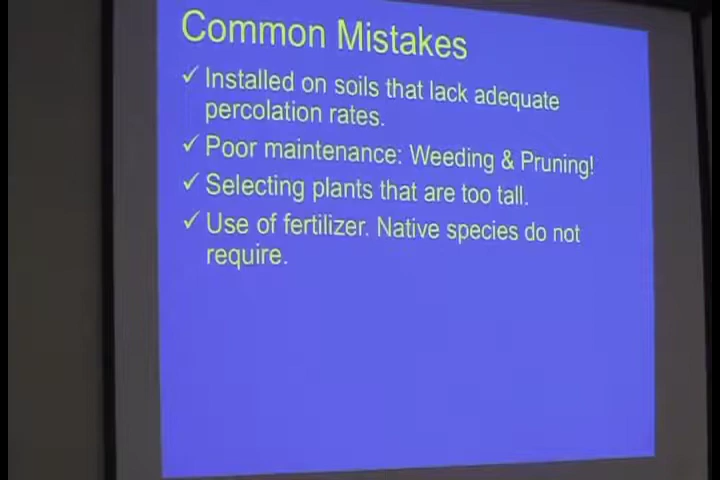 Common Mistakes
✓ Installed on soils that lack adequate
percolation rates.
✓ Poor maintenance: Weeding & Pruning!
✓ Selecting plants that are too tall.
✓ Use of fertilizer. Native species do not
require.